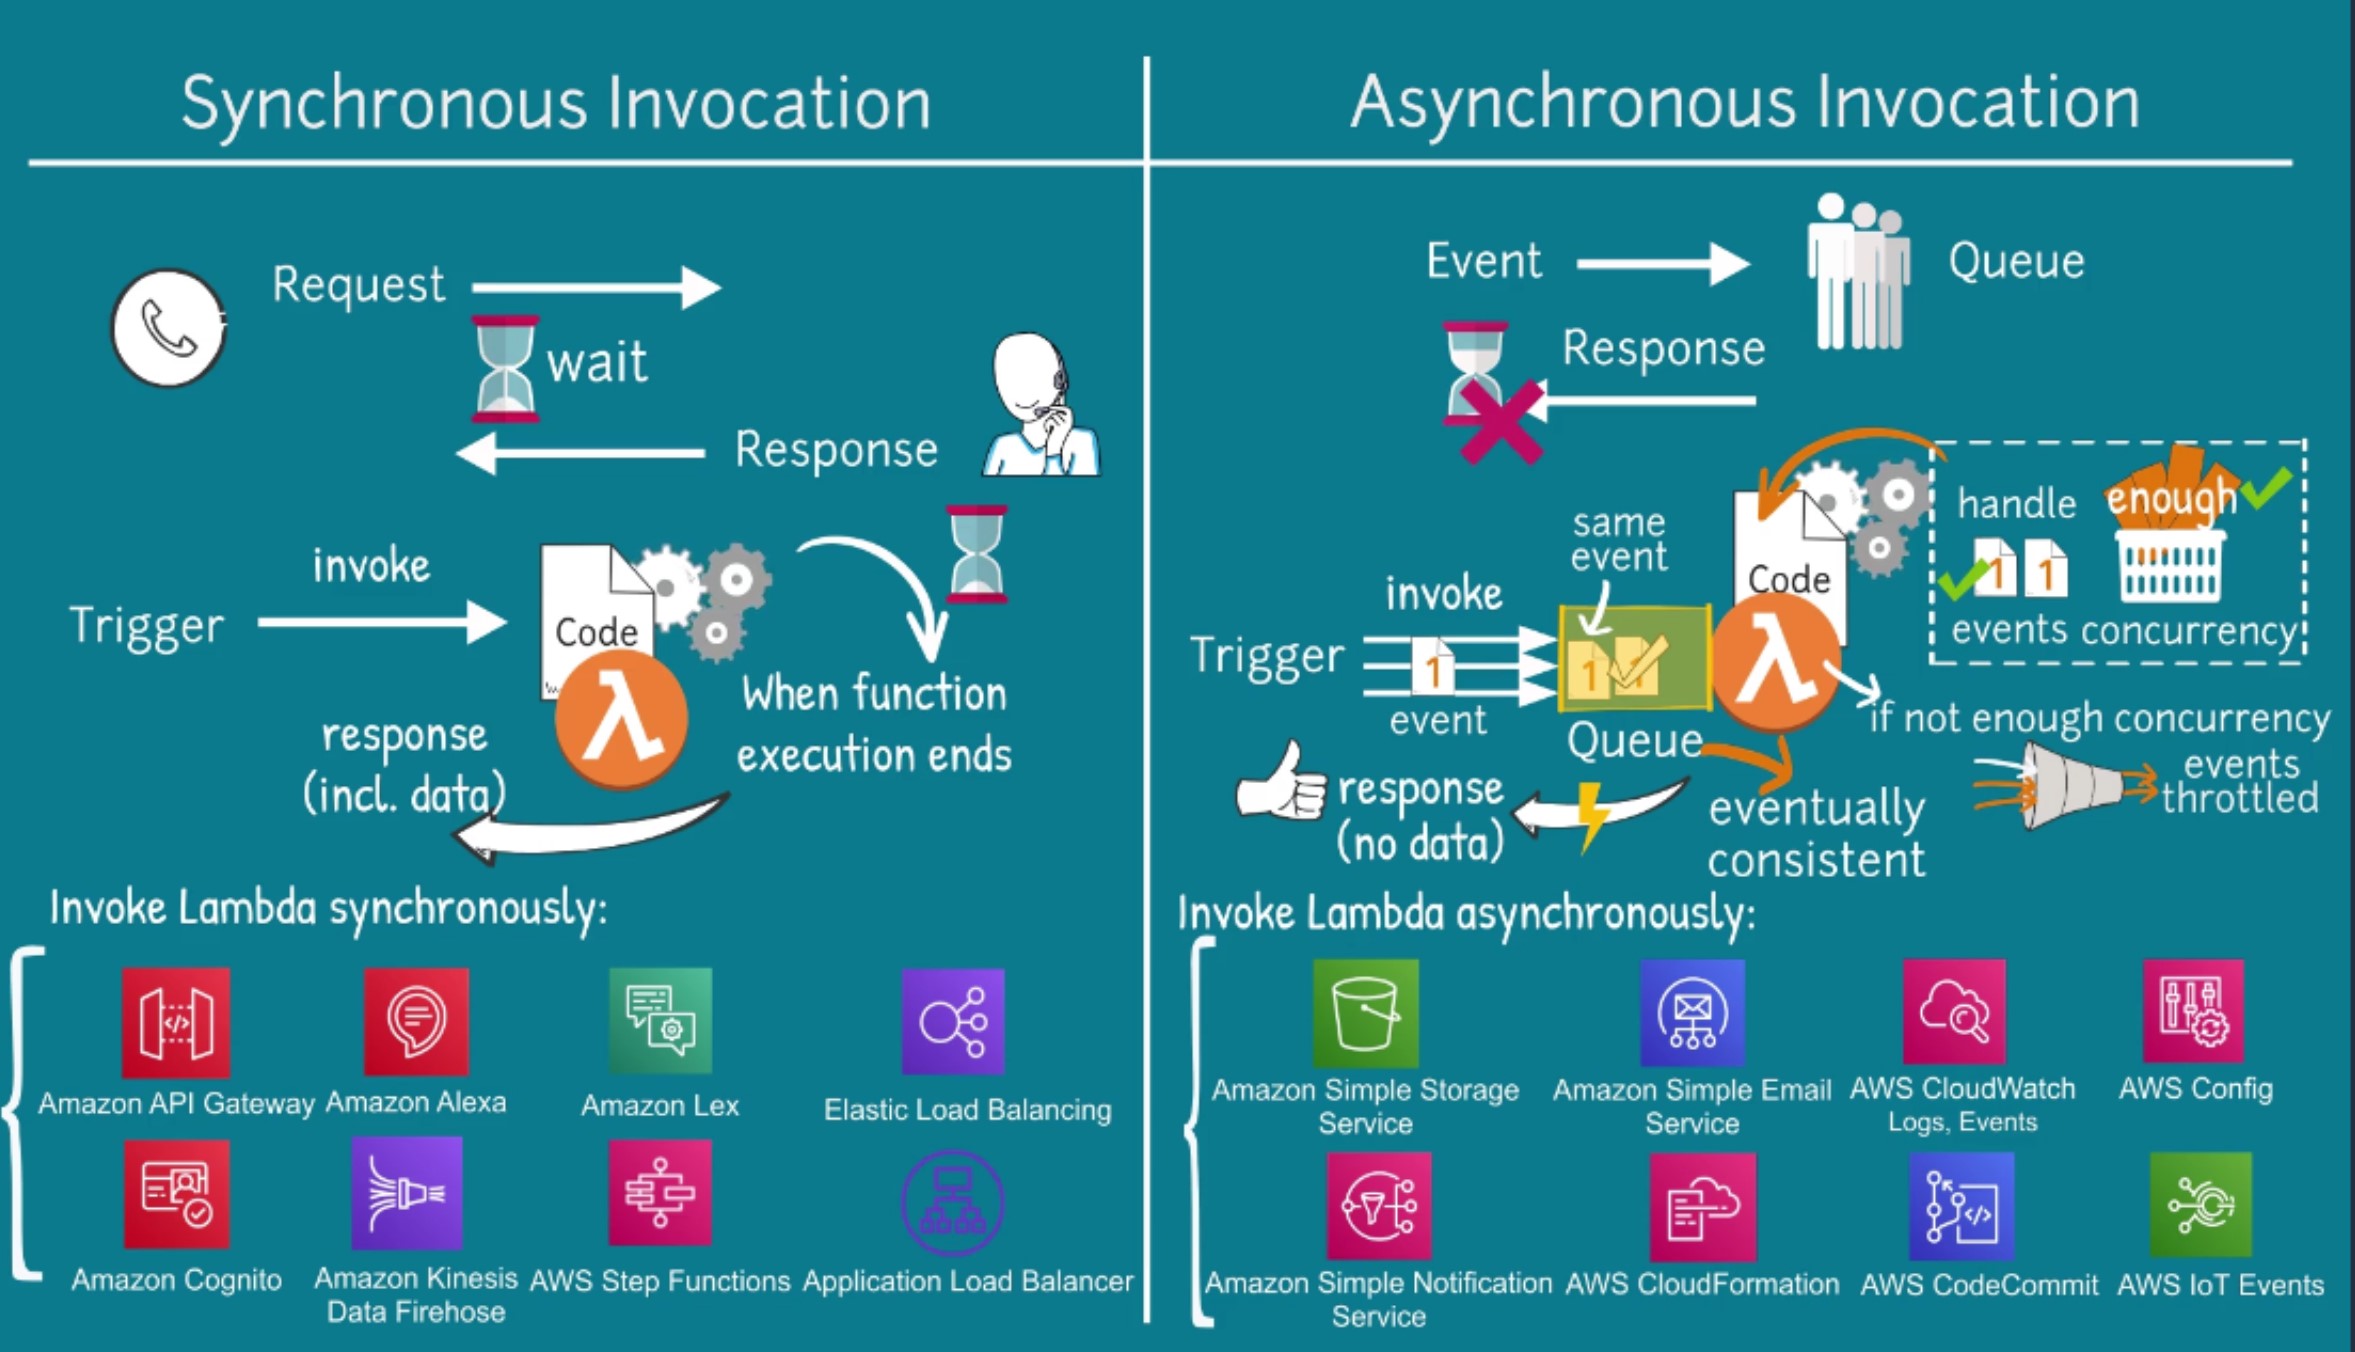 Synchronous Invocation
Request
wait
Response
invoke
Trigger
Code
When function
execution ends
response
(incl. data)
Invoke Lambda synchronously:
Amazon API Gateway
Amazon Alexa
Amazon Lex
Elastic Load Balancing
Amazon Cognito
Amazon Kinesis
Data Firehose
AWS Step Functions
Application Load Balancer
Asynchronous Invocation
Event
Queue
Response
same
event
invoke
Trigger
1
event
1 1
Queue
Code
handle
enough
1 1
events
concurrency
if not enough concurrency
events
throttled
response
(no data)
eventually
consistent
Invoke Lambda asynchronously:
Amazon Simple Storage
Service
Amazon Simple Email
Service
AWS CloudWatch
Logs, Events
AWS Config
Amazon Simple Notification
Service
AWS CloudFormation
AWS CodeCommit
AWS IoT Events